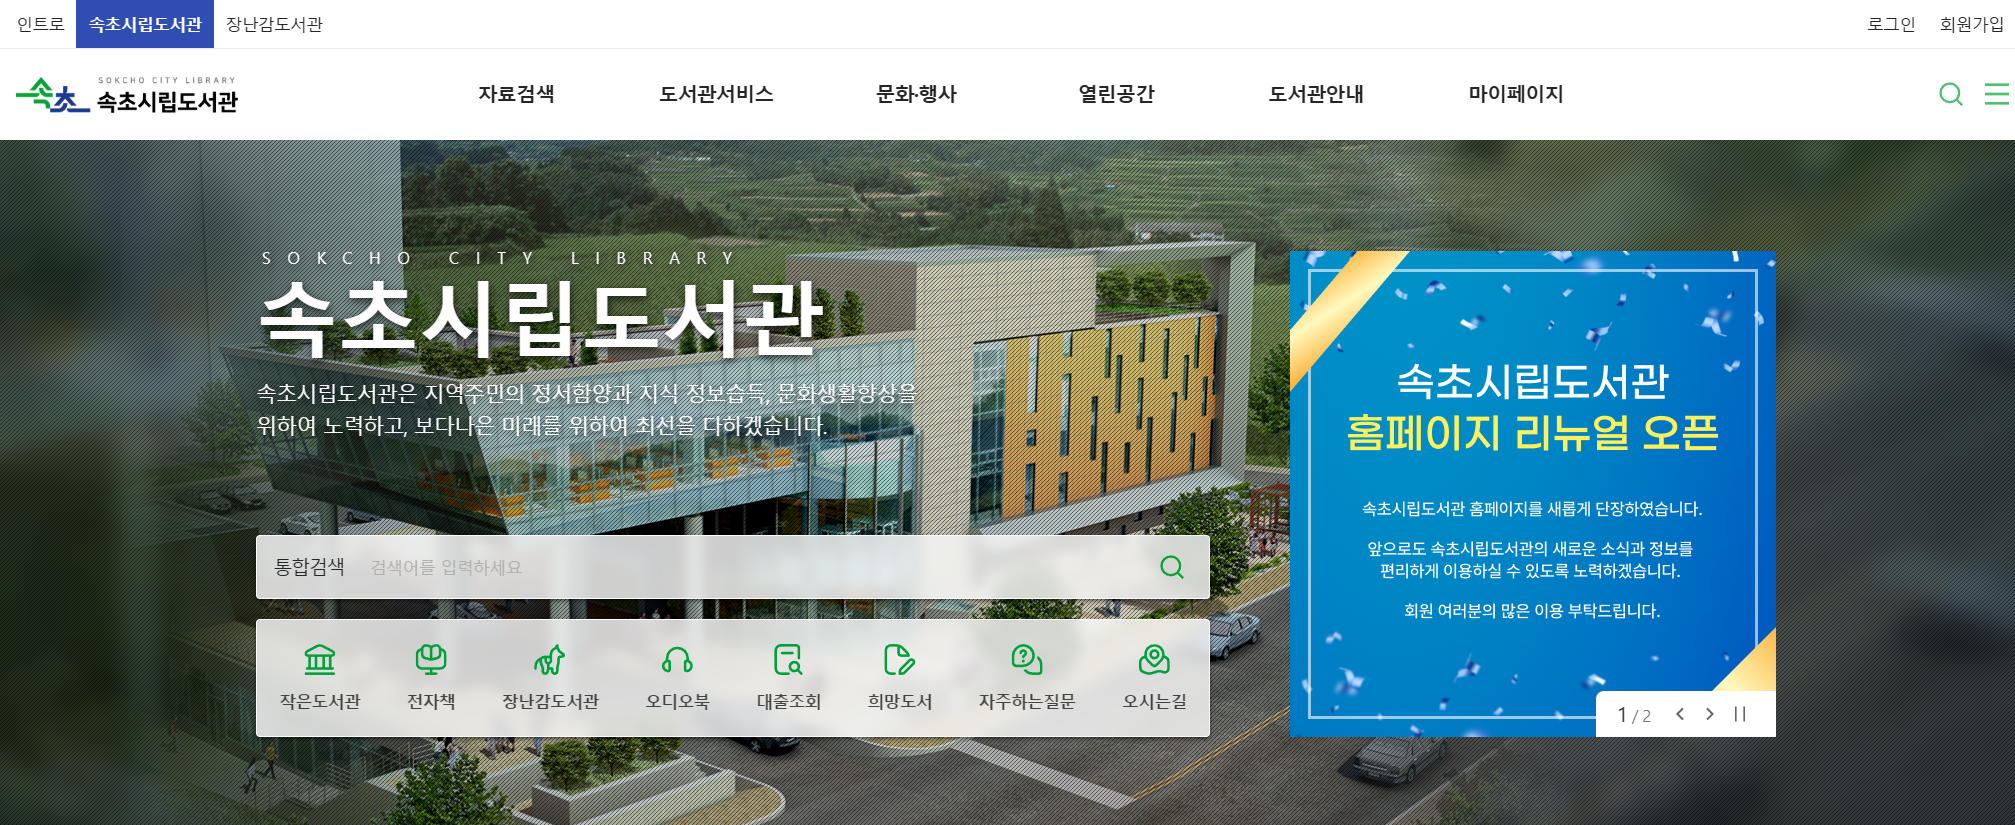 인트로
속초시립도서관
장난감도서관
로그인
회원가입
속초
SOKCHO CITY LIBRARY
속초시립도서관
자료검색
도서관서비스
문화·행사
열린공간
도서관안내
마이페이지
SOKCHO CITY LIBRARY
속초시립도서관
속초시립도서관은 지역주민의 정서함양과 지식 정보습득, 문화생활향상을
위하여 노력하고, 보다나은 미래를 위하여 최선을 다하겠습니다.
통합검색
검색어를 입력하세요
작은도서관
전자책
장난감도서관
오디오북
대출조회
희망도서
자주하는질문
오시는길
속초시립도서관
홈페이지 리뉴얼 오픈
속초시립도서관 홈페이지를 새롭게 단장하였습니다.
앞으로도 속초시립도서관의 새로운 소식과 정보를
편리하게 이용하실 수 있도록 노력하겠습니다.
회원 여러분의 많은 이용 부탁드립니다.
1 / 2